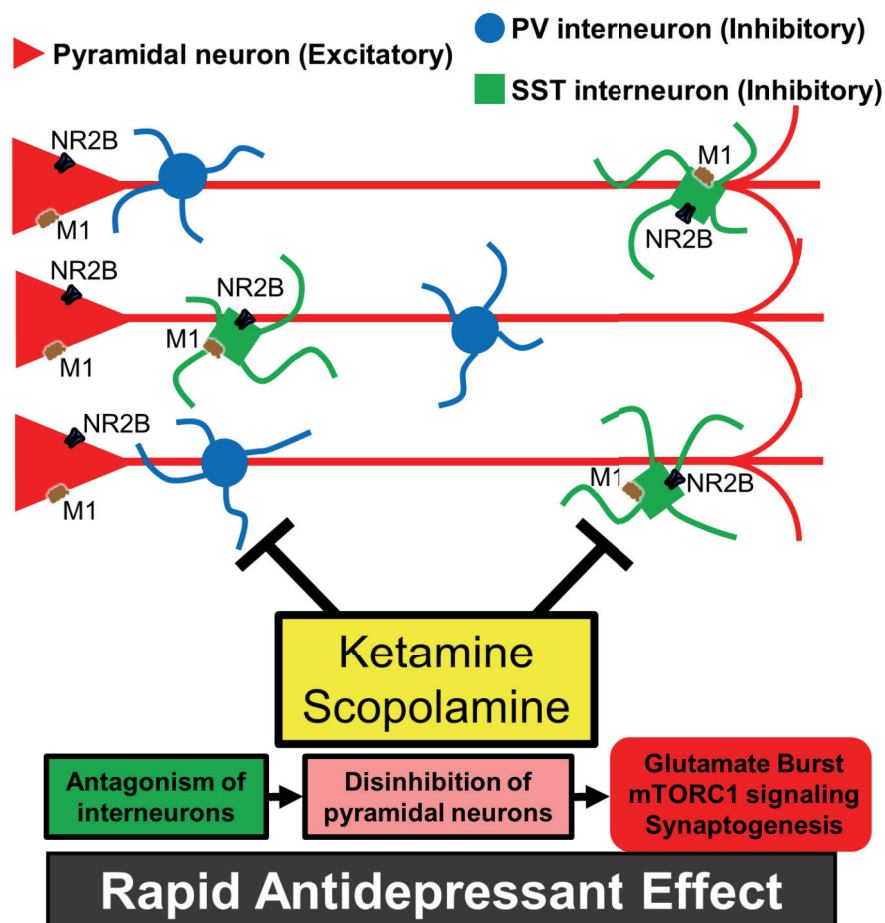 Pyramidal neuron (Excitatory)
PV interneuron (Inhibitory)
SST interneuron (Inhibitory)
NR2B
M1
M1
NR2B
NR2B
M1
NR2B
M1
NR2B
M1
M1
NR2B
M1
NR2B
Ketamine
Scopolamine
Antagonism of
interneurons
Disinhibition of
pyramidal neurons
Glutamate Burst
mTORC1 signaling
Synaptogenesis
Rapid Antidepressant Effect